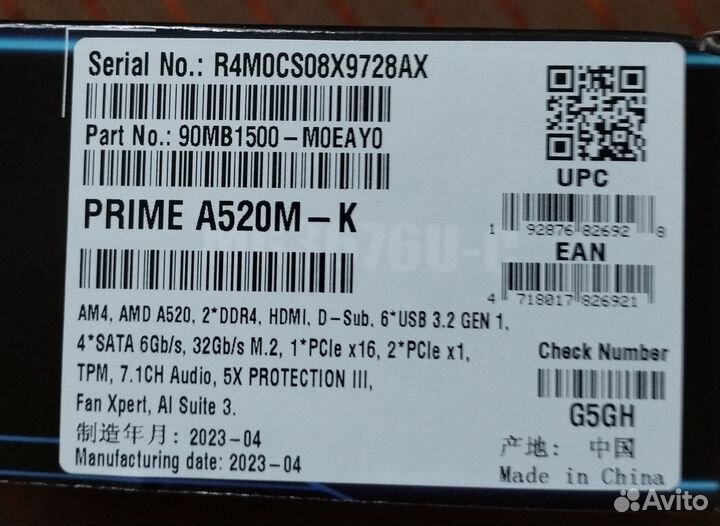 Serial No.: R4M0CS08X9728AX
Part No.: 90MB1500-M0EAY0
PRIME A520M-K
UPC
1 92876 82692 8
EAN
4 718017 826921
AM4, AMD A520, 2*DDR4, HDMI, D-Sub, 6*USB 3.2 GEN 1,
4*SATA 6Gb/s, 32Gb/s M.2, 1*PCIe x16, 2*PCIe x1,
TPM, 7.1CH Audio, 5X PROTECTION III,
Fan Xpert, AI Suite 3.
制造年月: 2023-04
Manufacturing date: 2023-04
Check Number
G5GH
产地: 中国
Made in China
Avito